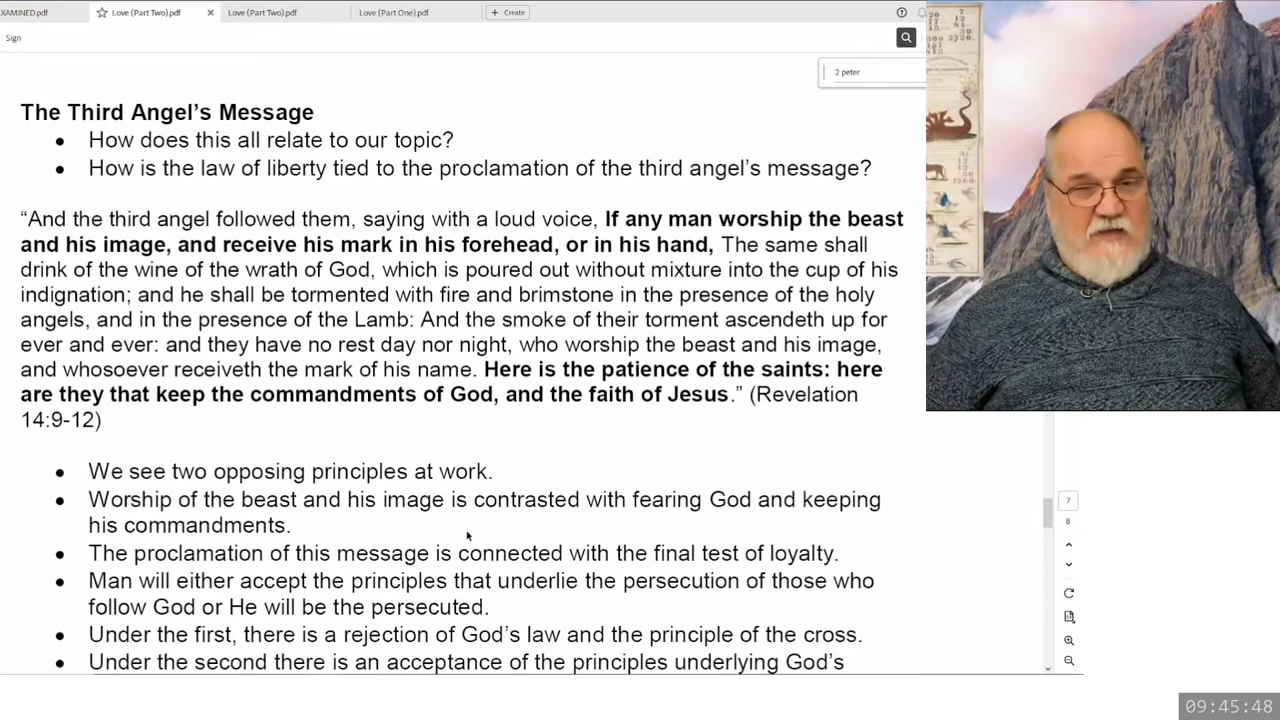 XAMINED.pdf
Love (Part Two).pdf
Love (Part Two).pdf
Love (Part One).pdf
+ Create
Sign
2 peter
The Third Angel's Message
• How does this all relate to our topic?
• How is the law of liberty tied to the proclamation of the third angel's message?
“And the third angel followed them, saying with a loud voice, If any man worship the beast
and his image, and receive his mark in his forehead, or in his hand, The same shall
drink of the wine of the wrath of God, which is poured out without mixture into the cup of his
indignation; and he shall be tormented with fire and brimstone in the presence of the holy
angels, and in the presence of the Lamb: And the smoke of their torment ascendeth up for
ever and ever: and they have no rest day nor night, who worship the beast and his image,
and whosoever receiveth the mark of his name. Here is the patience of the saints: here
are they that keep the commandments of God, and the faith of Jesus.” (Revelation
14:9-12)
• We see two opposing principles at work.
• Worship of the beast and his image is contrasted with fearing God and keeping
his commandments.
• The proclamation of this message is connected with the final test of loyalty.
• Man will either accept the principles that underlie the persecution of those who
follow God or He will be the persecuted.
• Under the first, there is a rejection of God's law and the principle of the cross.
• Under the second there is an acceptance of the principles underlying God's
7
8
09:45:48